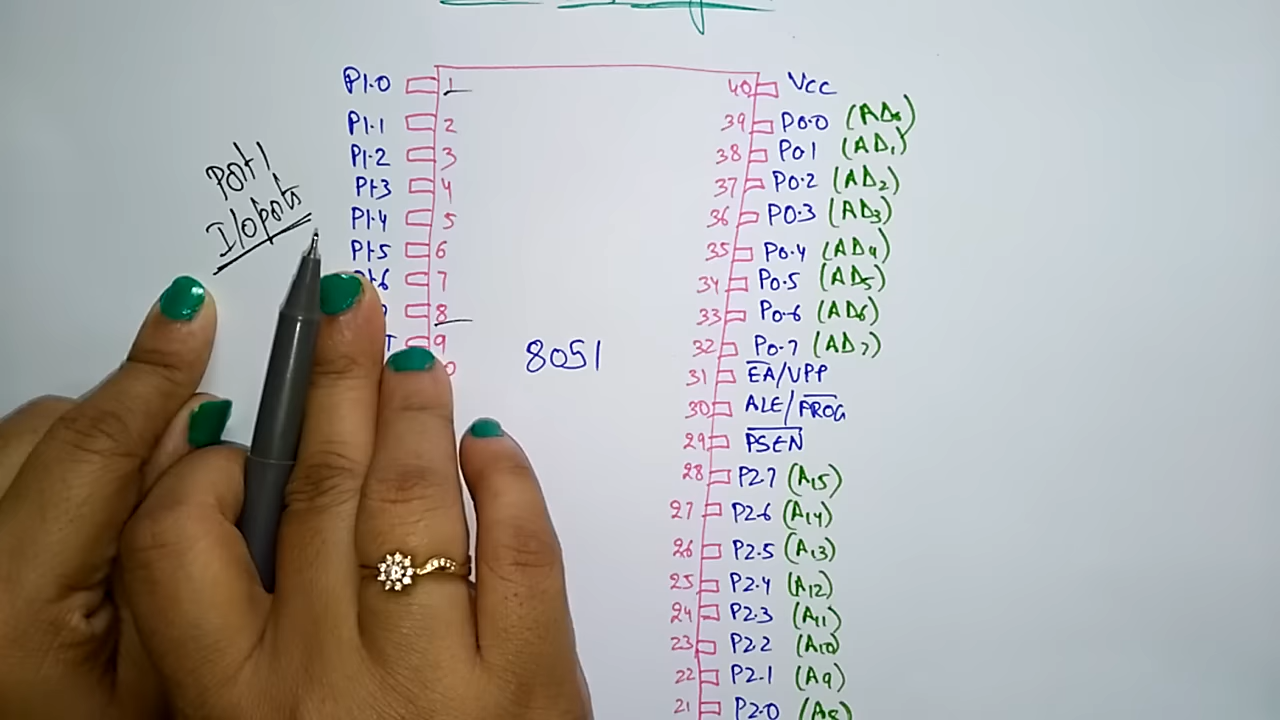 P1.0 1
P1.1 2
P1.2 3
P1.3 4
P1.4 5
P1.5 6
7
8
9
Port 1
I/O ports
8051
40 Vcc
39 P0.0 (AD0)
38 P0.1 (AD1)
37 P0.2 (AD2)
36 P0.3 (AD3)
35 P0.4 (AD4)
34 P0.5 (AD5)
33 P0.6 (AD6)
32 P0.7 (AD7)
31 EA/VPP
30 ALE/PROG
29 PSEN
28 P2.7 (A15)
27 P2.6 (A14)
26 P2.5 (A13)
25 P2.4 (A12)
24 P2.3 (A11)
23 P2.2 (A10)
22 P2.1 (A9)
21 P2.0 (A8)